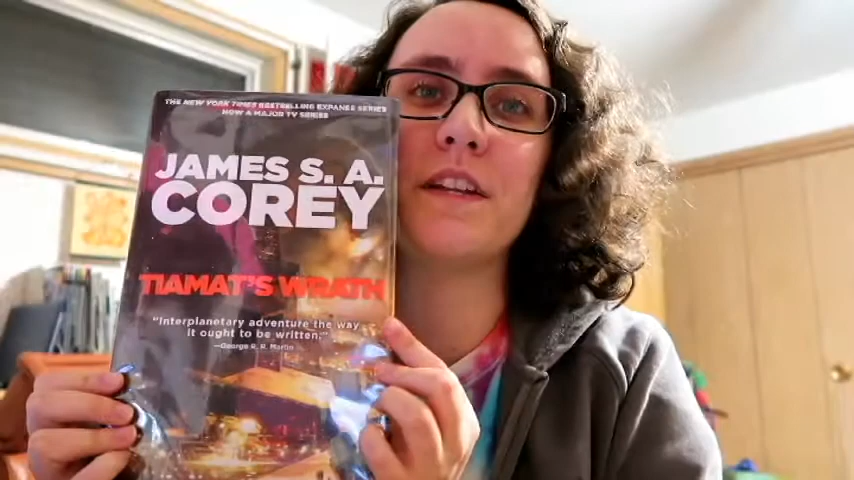 THE NEW YORK TIMES BESTSELLING EXPANSE SERIES
NOW A MAJOR TV SERIES
JAMES S. A.
COREY
TIAMAT'S WRATH
"Interplanetary adventure the way
it ought to be written."
—George R. R. Martin